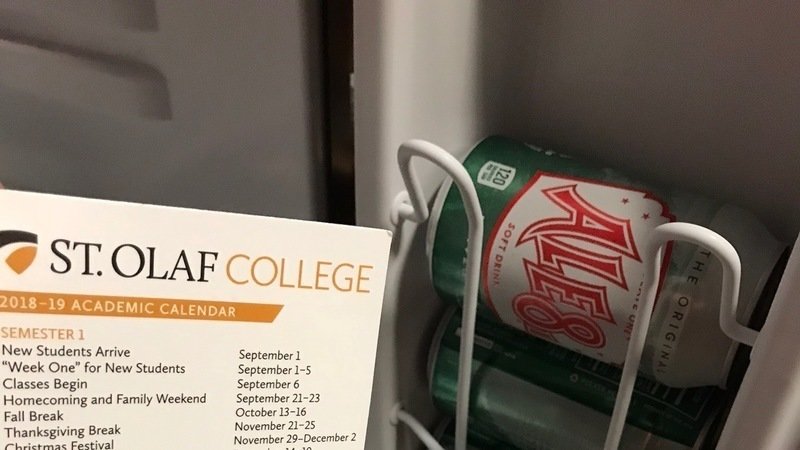 ST. OLAF COLLEGE
2018–19 ACADEMIC CALENDAR
SEMESTER 1
New Students Arrive September 1
"Week One" for New Students September 1–5
Classes Begin September 6
Homecoming and Family Weekend September 21–23
Fall Break October 13–16
Thanksgiving Break November 21–25
Christmas Festival November 29–December 2
120
ALE8
SOFT DRINK
THE ORIGINAL